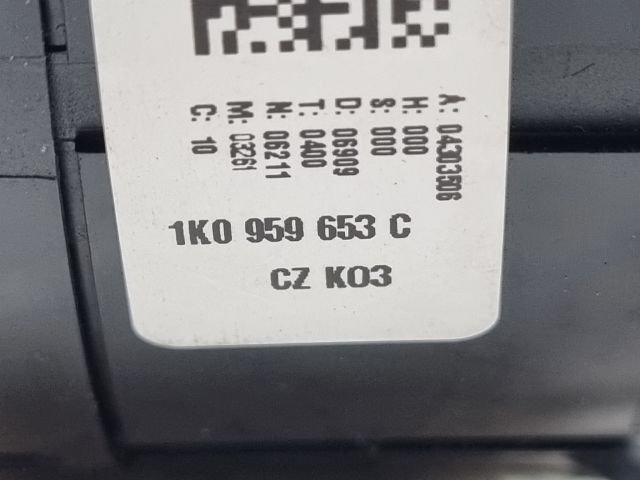 A: 04303506
H: 000
S: 000
D: 06909
T: 0400
N: 06211
M: 03261
C: 10
1K0 959 653 C
CZ K03